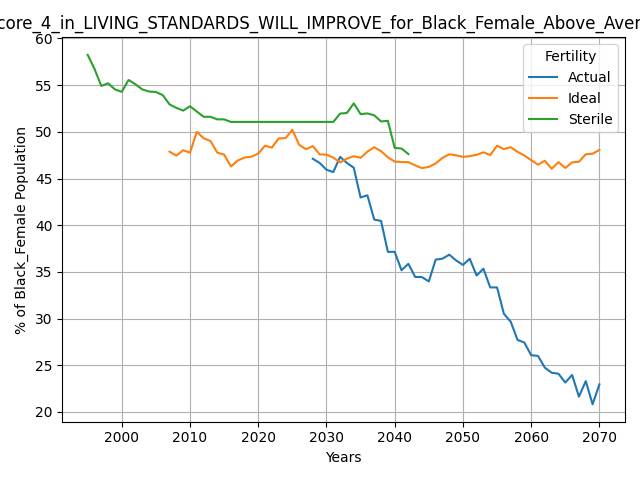 core_4_in_LIVING_STANDARDS_WILL_IMPROVE_for_Black_Female_Above_Aver
Fertility
Actual
Ideal
Sterile
% of Black_Female Population
60
55
50
45
40
35
30
25
20
2000 2010 2020 2030 2040 2050 2060 2070
Years